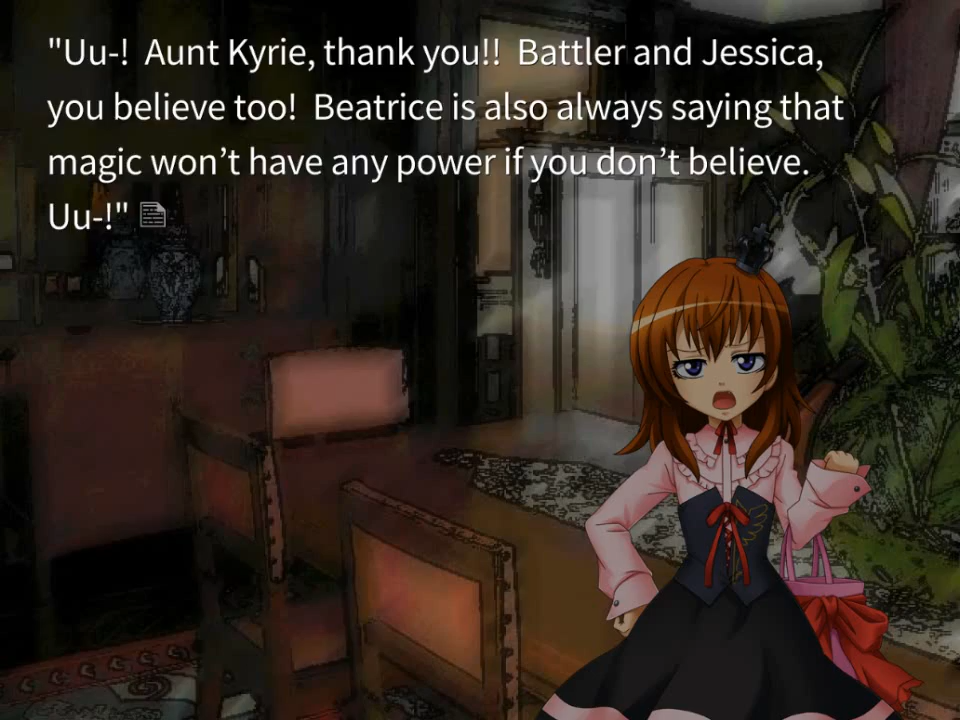 "Uu-!  Aunt Kyrie, thank you!!  Battler and Jessica,
you believe too!  Beatrice is also always saying that
magic won’t have any power if you don’t believe.
Uu-!"